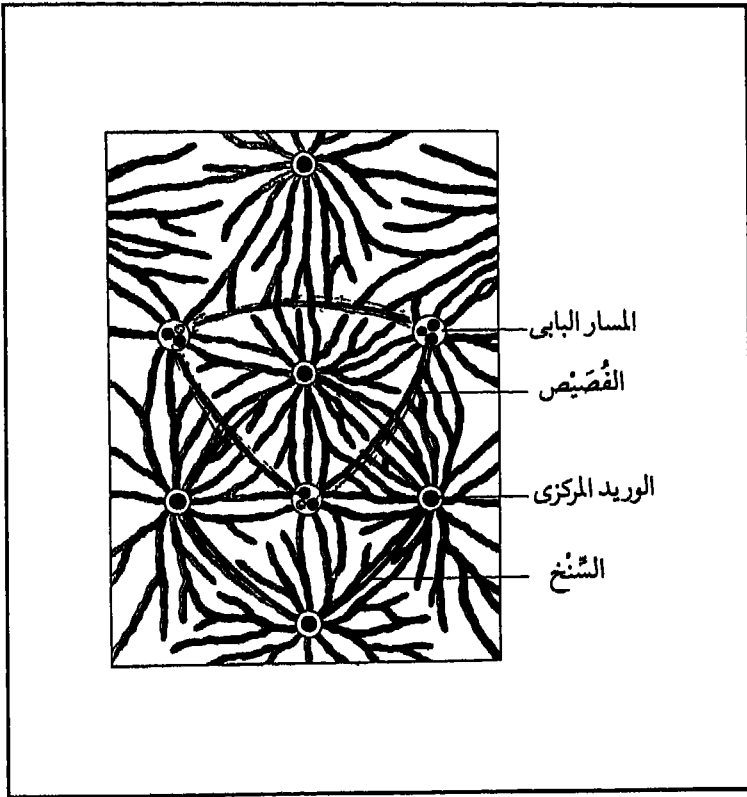 المسار البابى
الفُصَيْص
الوريد المركزى
السِّنْخ